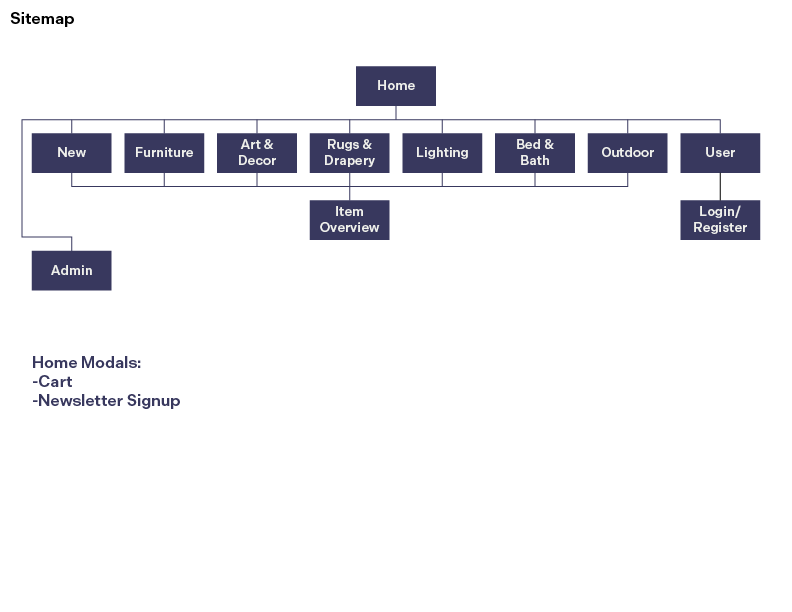 Sitemap
Home
New
Furniture
Art &
Decor
Rugs &
Drapery
Lighting
Bed &
Bath
Outdoor
User
Item
Overview
Login/
Register
Admin
Home Modals:
-Cart
-Newsletter Signup